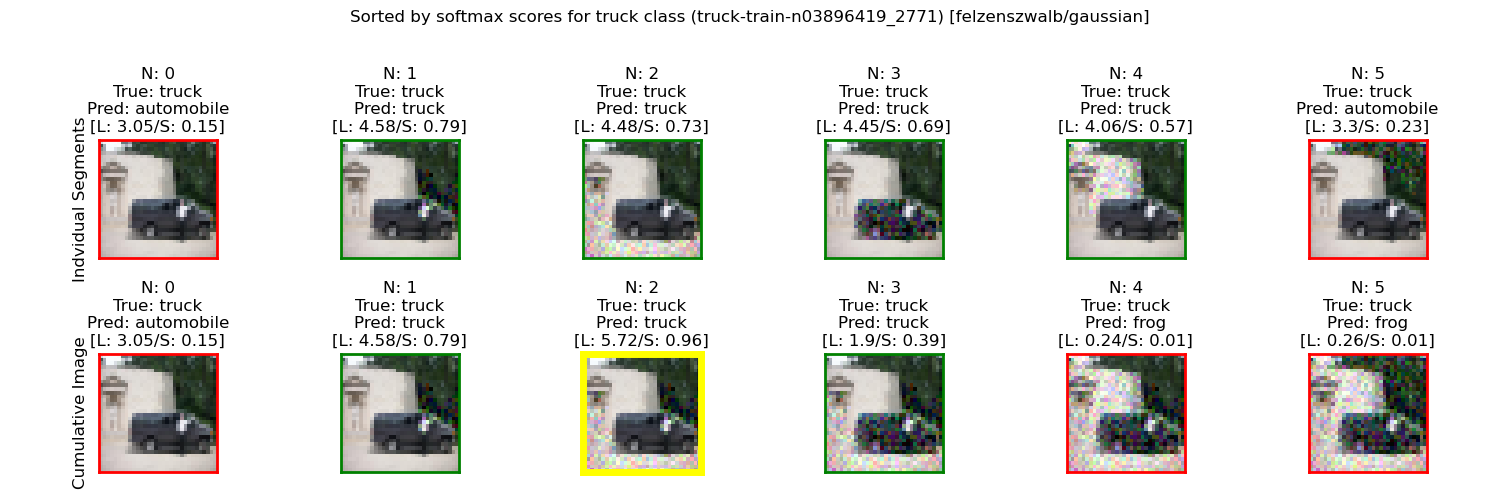 Sorted by softmax scores for truck class (truck-train-n03896419_2771) [felzenszwalb/gaussian]
Indvidual Segments
N: 0
True: truck
Pred: automobile
[L: 3.05/S: 0.15]
N: 1
True: truck
Pred: truck
[L: 4.58/S: 0.79]
N: 2
True: truck
Pred: truck
[L: 4.48/S: 0.73]
N: 3
True: truck
Pred: truck
[L: 4.45/S: 0.69]
N: 4
True: truck
Pred: truck
[L: 4.06/S: 0.57]
N: 5
True: truck
Pred: automobile
[L: 3.3/S: 0.23]
Cumulative Image
N: 0
True: truck
Pred: automobile
[L: 3.05/S: 0.15]
N: 1
True: truck
Pred: truck
[L: 4.58/S: 0.79]
N: 2
True: truck
Pred: truck
[L: 5.72/S: 0.96]
N: 3
True: truck
Pred: truck
[L: 1.9/S: 0.39]
N: 4
True: truck
Pred: frog
[L: 0.24/S: 0.01]
N: 5
True: truck
Pred: frog
[L: 0.26/S: 0.01]